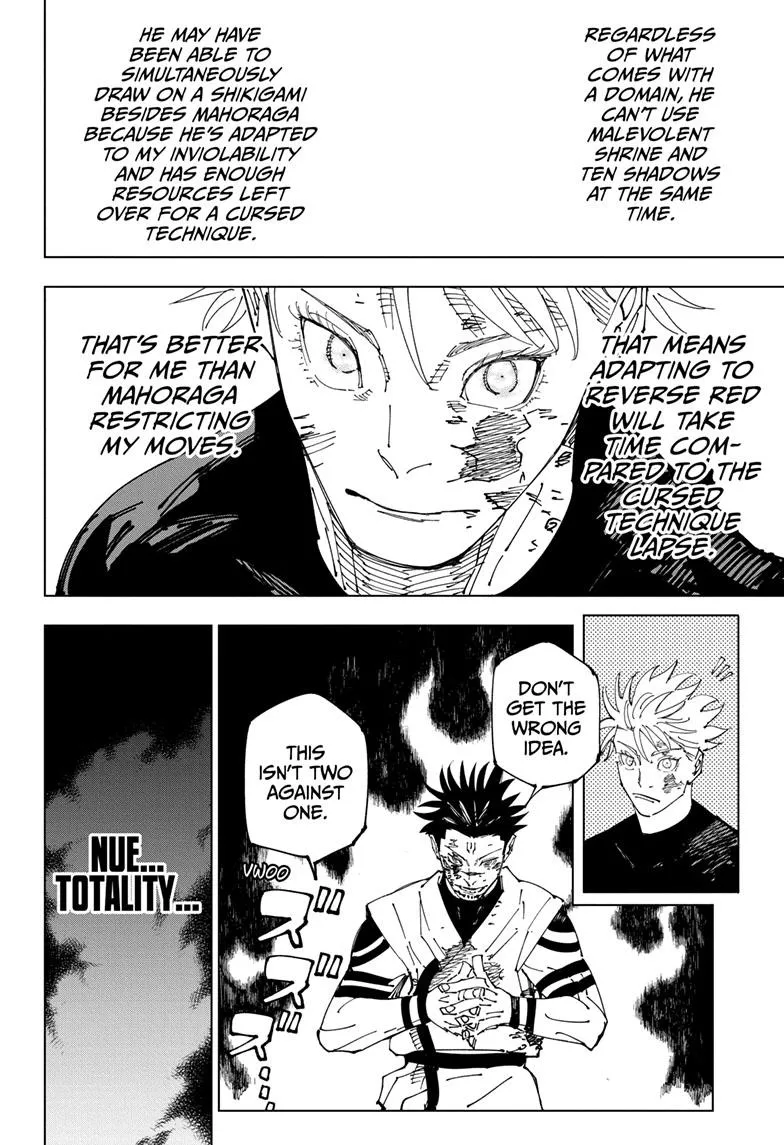 REGARDLESS
OF WHAT
COMES WITH
A DOMAIN, HE
CAN'T USE
MALEVOLENT
SHRINE AND
TEN SHADOWS
AT THE SAME
TIME.
HE MAY HAVE
BEEN ABLE TO
SIMULTANEOUSLY
DRAW ON A SHIKIGAMI
BESIDES MAHORAGA
BECAUSE HE'S ADAPTED
TO MY INVIOLABILITY
AND HAS ENOUGH
RESOURCES LEFT
OVER FOR A CURSED
TECHNIQUE.
THAT MEANS
ADAPTING TO
REVERSE RED
WILL TAKE
TIME COM-
PARED TO THE
CURSED
TECHNIQUE
LAPSE.
THAT'S BETTER
FOR ME THAN
MAHORAGA
RESTRICTING
MY MOVES.
DON'T
GET THE
WRONG
IDEA.
THIS
ISN'T TWO
AGAINST
ONE.
VWOO
ズズズ
NUE...
TOTALITY...